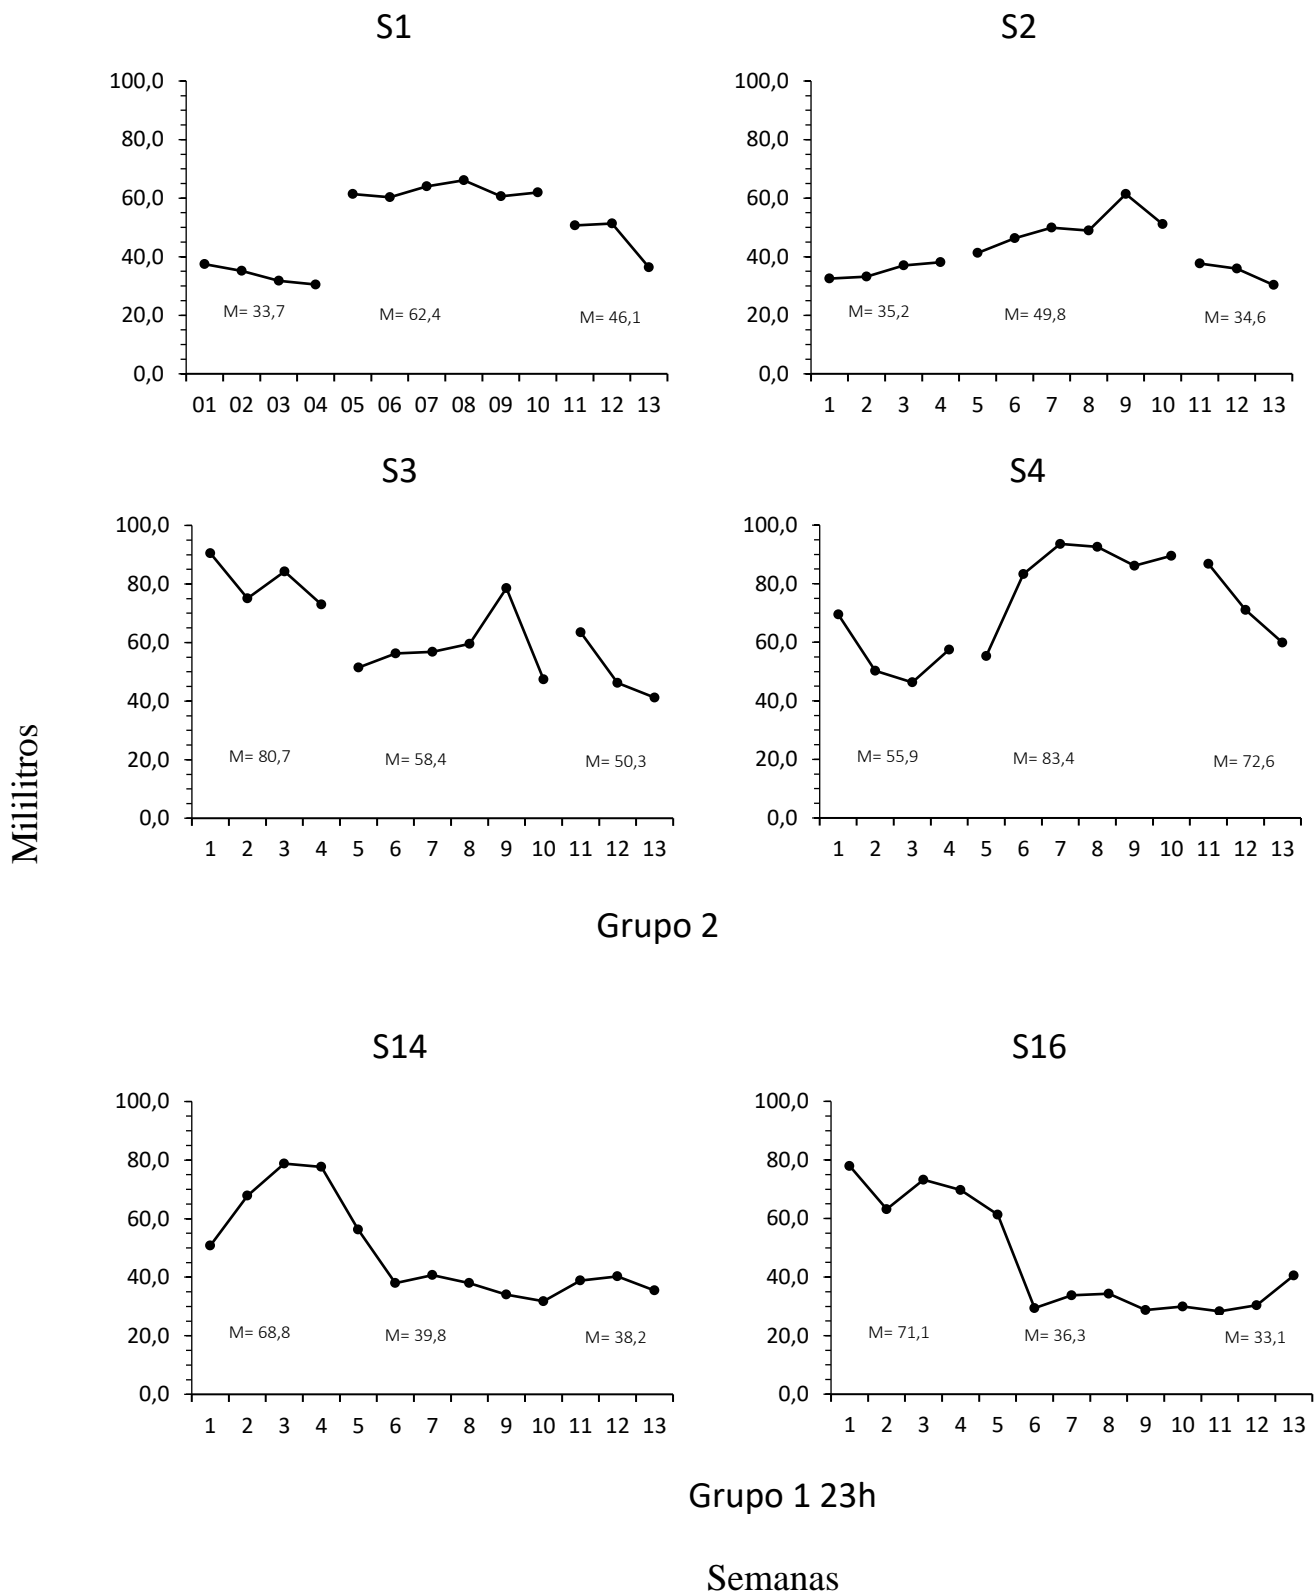 S1
S2
100,0
80,0
60,0
40,0
20,0
0,0
M= 33,7
M= 62,4
M= 46,1
01 02 03 04 05 06 07 08 09 10 11 12 13
100,0
80,0
60,0
40,0
20,0
0,0
M= 35,2
M= 49,8
M= 34,6
1 2 3 4 5 6 7 8 9 10 11 12 13
S3
S4
100,0
80,0
60,0
40,0
20,0
0,0
M= 80,7
M= 58,4
M= 50,3
1 2 3 4 5 6 7 8 9 10 11 12 13
100,0
80,0
60,0
40,0
20,0
0,0
M= 55,9
M= 83,4
M= 72,6
1 2 3 4 5 6 7 8 9 10 11 12 13
Mililitros
Grupo 2
S14
S16
100,0
80,0
60,0
40,0
20,0
0,0
M= 68,8
M= 39,8
M= 38,2
1 2 3 4 5 6 7 8 9 10 11 12 13
100,0
80,0
60,0
40,0
20,0
0,0
M= 71,1
M= 36,3
M= 33,1
1 2 3 4 5 6 7 8 9 10 11 12 13
Grupo 1 23h
Semanas